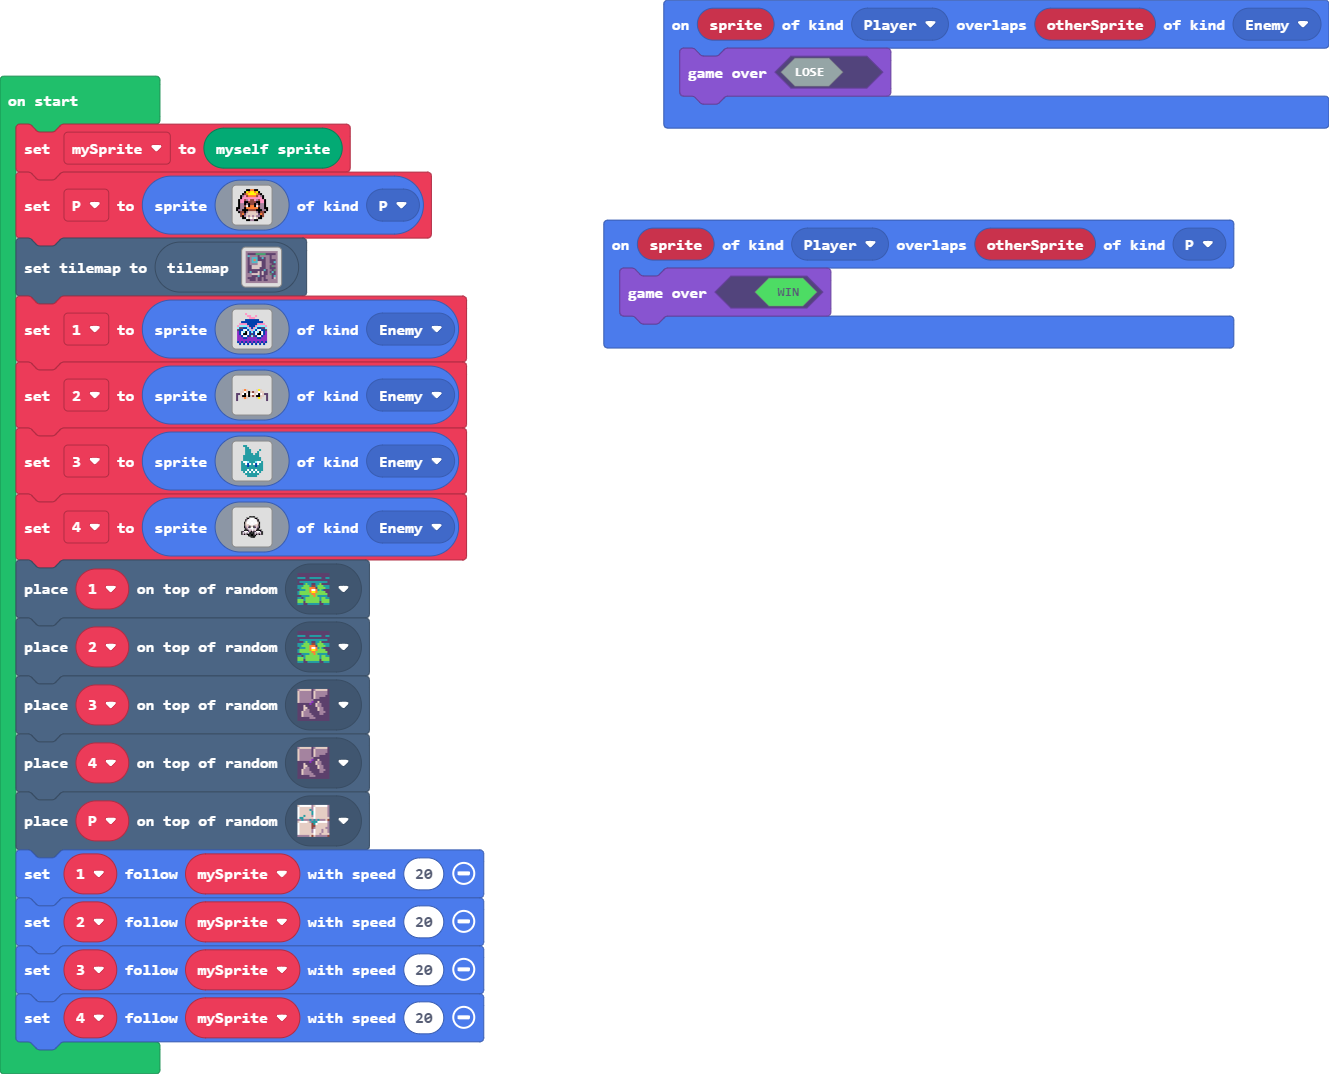 on start
set mySprite to myself sprite
set P to sprite of kind P
set tilemap to tilemap
set 1 to sprite of kind Enemy
set 2 to sprite of kind Enemy
set 3 to sprite of kind Enemy
set 4 to sprite of kind Enemy
place 1 on top of random
place 2 on top of random
place 3 on top of random
place 4 on top of random
place P on top of random
set 1 follow mySprite with speed 20
set 2 follow mySprite with speed 20
set 3 follow mySprite with speed 20
set 4 follow mySprite with speed 20
on sprite of kind Player overlaps otherSprite of kind Enemy
game over LOSE
on sprite of kind Player overlaps otherSprite of kind P
game over WIN